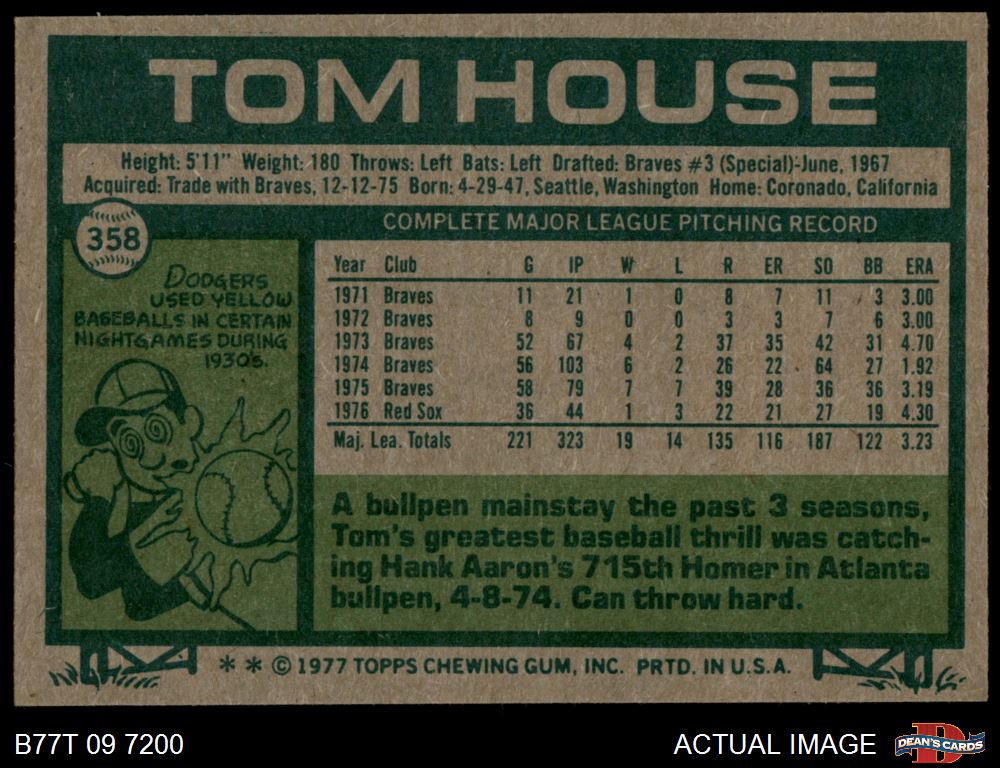 TOM HOUSE
Height: 5'11" Weight: 180 Throws: Left Bats: Left Drafted: Braves #3 (Special)-June, 1967
Acquired: Trade with Braves, 12-12-75 Born: 4-29-47, Seattle, Washington Home: Coronado, California
358
COMPLETE MAJOR LEAGUE PITCHING RECORD
DODGERS
USED YELLOW
BASEBALLS IN CERTAIN
NIGHTGAMES DURING
1930'S.
Year Club G IP W L R ER SO BB ERA
1971 Braves 11 21 1 0 8 7 11 3 3.00
1972 Braves 8 9 0 0 3 3 7 6 3.00
1973 Braves 52 67 4 2 37 35 42 31 4.70
1974 Braves 56 103 6 2 26 22 64 27 1.92
1975 Braves 58 79 7 7 39 28 36 36 3.19
1976 Red Sox 36 44 1 3 22 21 27 19 4.30
Maj. Lea. Totals 221 323 19 14 135 116 187 122 3.23
A bullpen mainstay the past 3 seasons,
Tom's greatest baseball thrill was catch-
ing Hank Aaron's 715th Homer in Atlanta
bullpen, 4-8-74. Can throw hard.
* * © 1977 TOPPS CHEWING GUM, INC. PRTD. IN U.S.A.
B77T 09 7200
ACTUAL IMAGE
D
DEAN'S CARDS